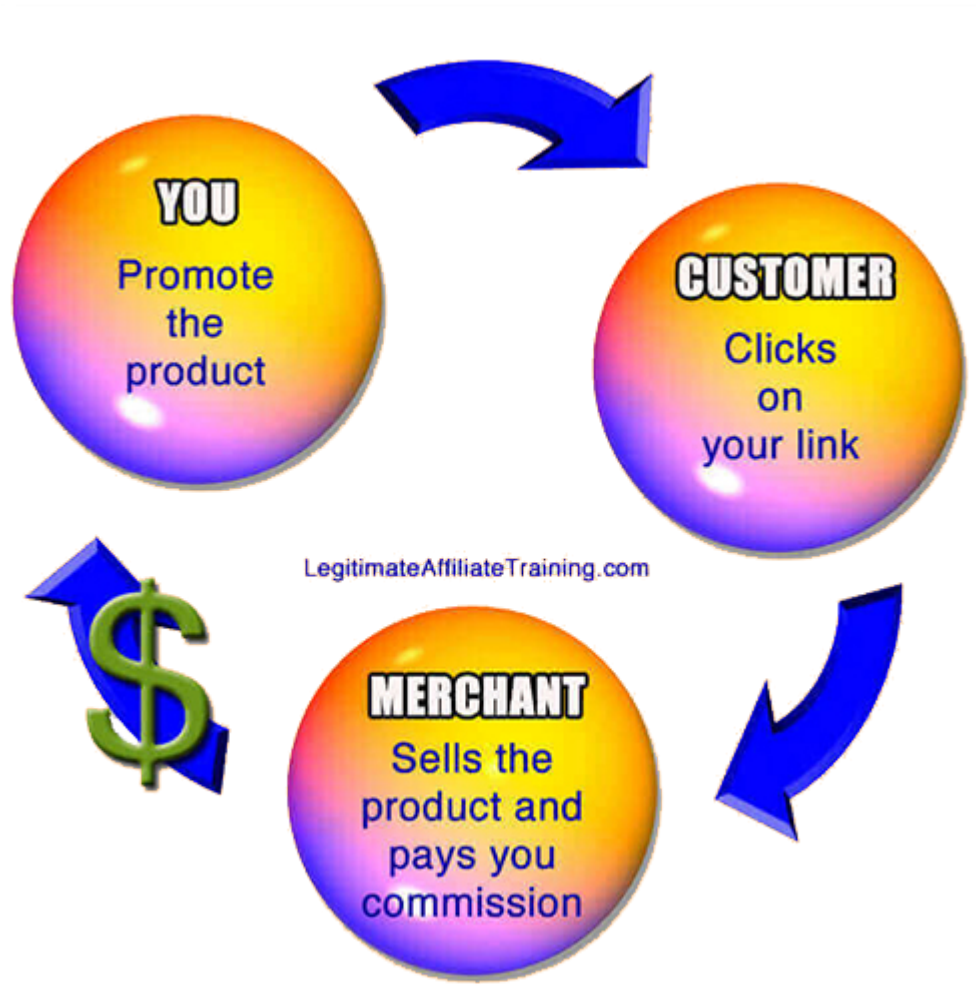 YOU
Promote
the
product
CUSTOMER
Clicks
on
your link
LegitimateAffiliateTraining.com
$
MERCHANT
Sells the
product and
pays you
commission